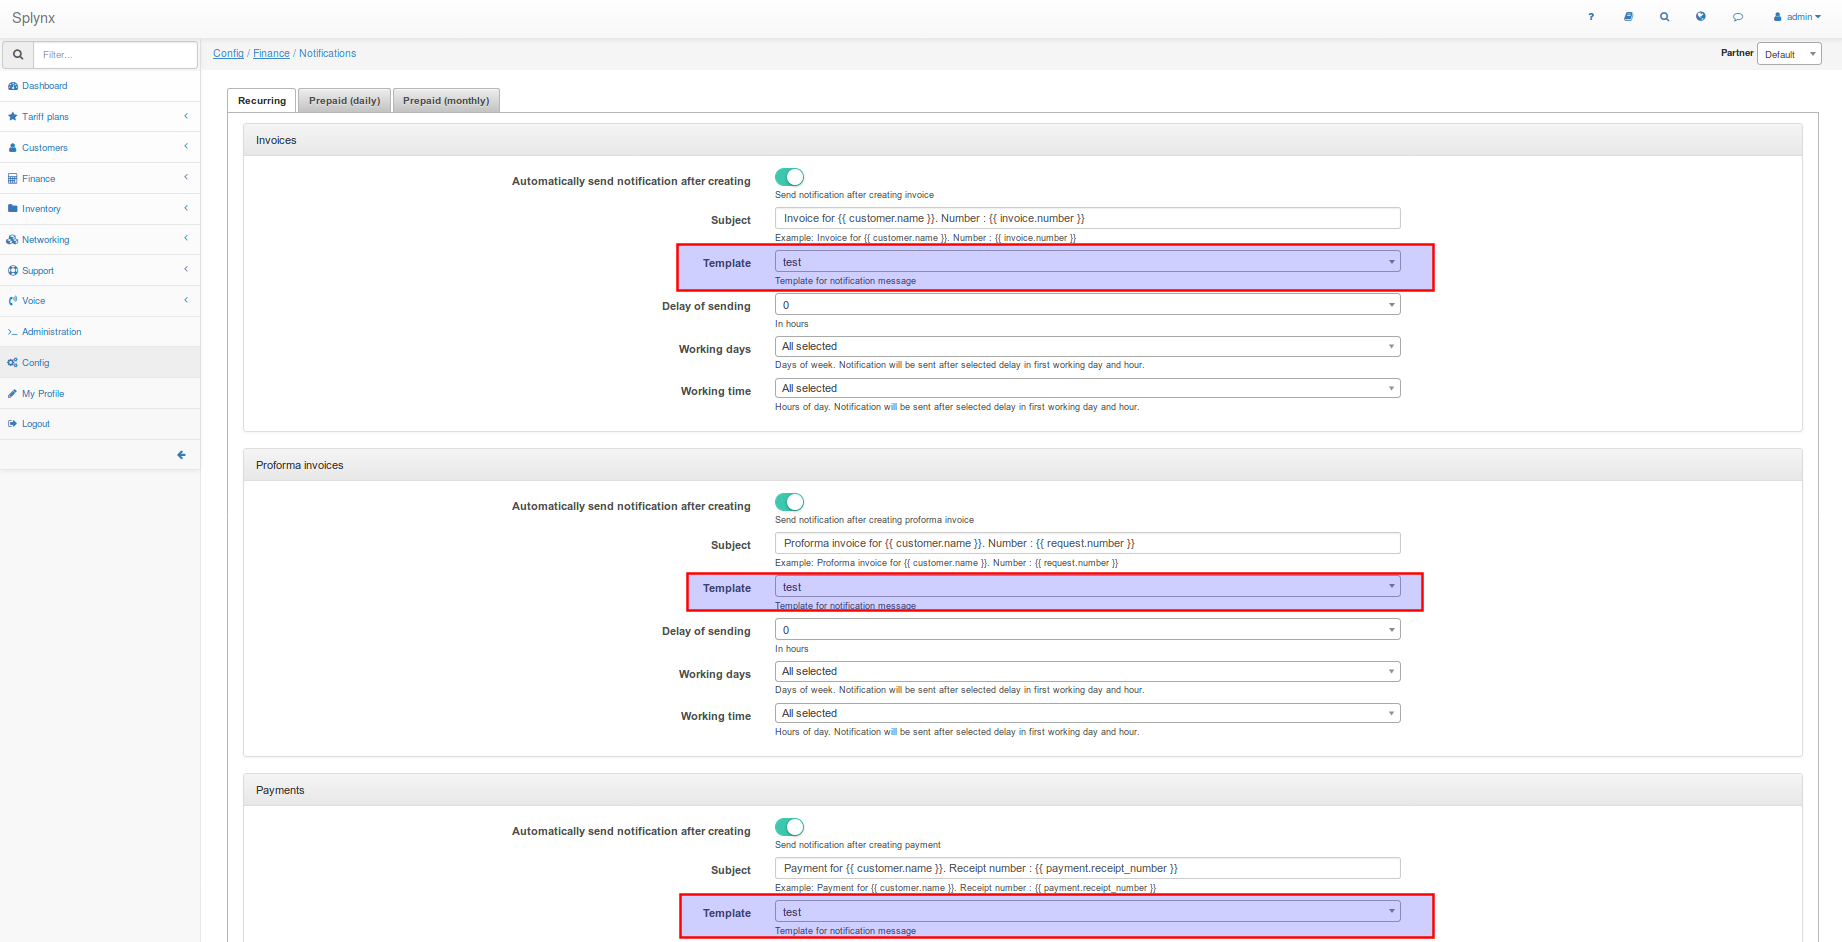 Splynx
? admin
Filter...
Config / Finance / Notifications
Partner Default
Dashboard
Tariff plans
Customers
Finance
Inventory
Networking
Support
Voice
Administration
Config
My Profile
Logout
Recurring Prepaid (daily) Prepaid (monthly)
Invoices
Automatically send notification after creating
Send notification after creating invoice
Subject Invoice for {{ customer.name }}. Number : {{ invoice.number }}
Example: Invoice for {{ customer.name }}. Number : {{ invoice.number }}
Template test
Template for notification message
Delay of sending 0
In hours
Working days All selected
Days of week. Notification will be sent after selected delay in first working day and hour.
Working time All selected
Hours of day. Notification will be sent after selected delay in first working day and hour.
Proforma invoices
Automatically send notification after creating
Send notification after creating proforma invoice
Subject Proforma invoice for {{ customer.name }}. Number : {{ request.number }}
Example: Proforma invoice for {{ customer.name }}. Number : {{ request.number }}
Template test
Template for notification message
Delay of sending 0
In hours
Working days All selected
Days of week. Notification will be sent after selected delay in first working day and hour.
Working time All selected
Hours of day. Notification will be sent after selected delay in first working day and hour.
Payments
Automatically send notification after creating
Send notification after creating payment
Subject Payment for {{ customer.name }}. Receipt number : {{ payment.receipt_number }}
Example: Payment for {{ customer.name }}. Receipt number : {{ payment.receipt_number }}
Template test
Template for notification message